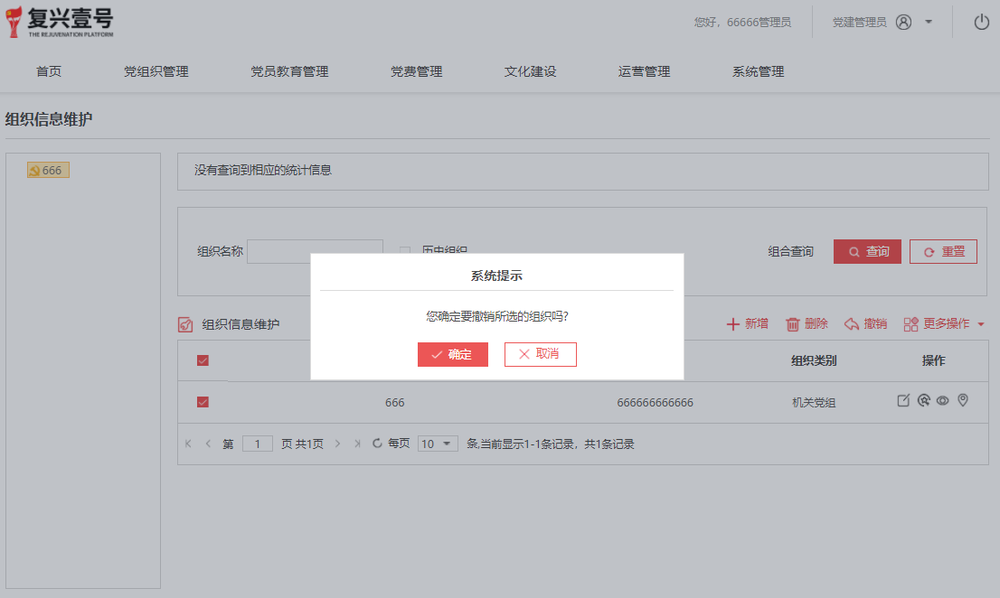 复兴壹号
THE REJUVENATION PLATFORM
您好，66666管理员
党建管理员
首页 党组织管理 党员教育管理 党费管理 文化建设 运营管理 系统管理
组织信息维护
666
没有查询到相应的统计信息
组织名称 历史组织 组合查询 查询 重置
系统提示
您确定要撤销所选的组织吗?
确定 取消
组织信息维护 新增 删除 撤销 更多操作
组织类别 操作
666 666666666666 机关党组
第 1 页 共1页 每页 10 条,当前显示1-1条记录，共1条记录